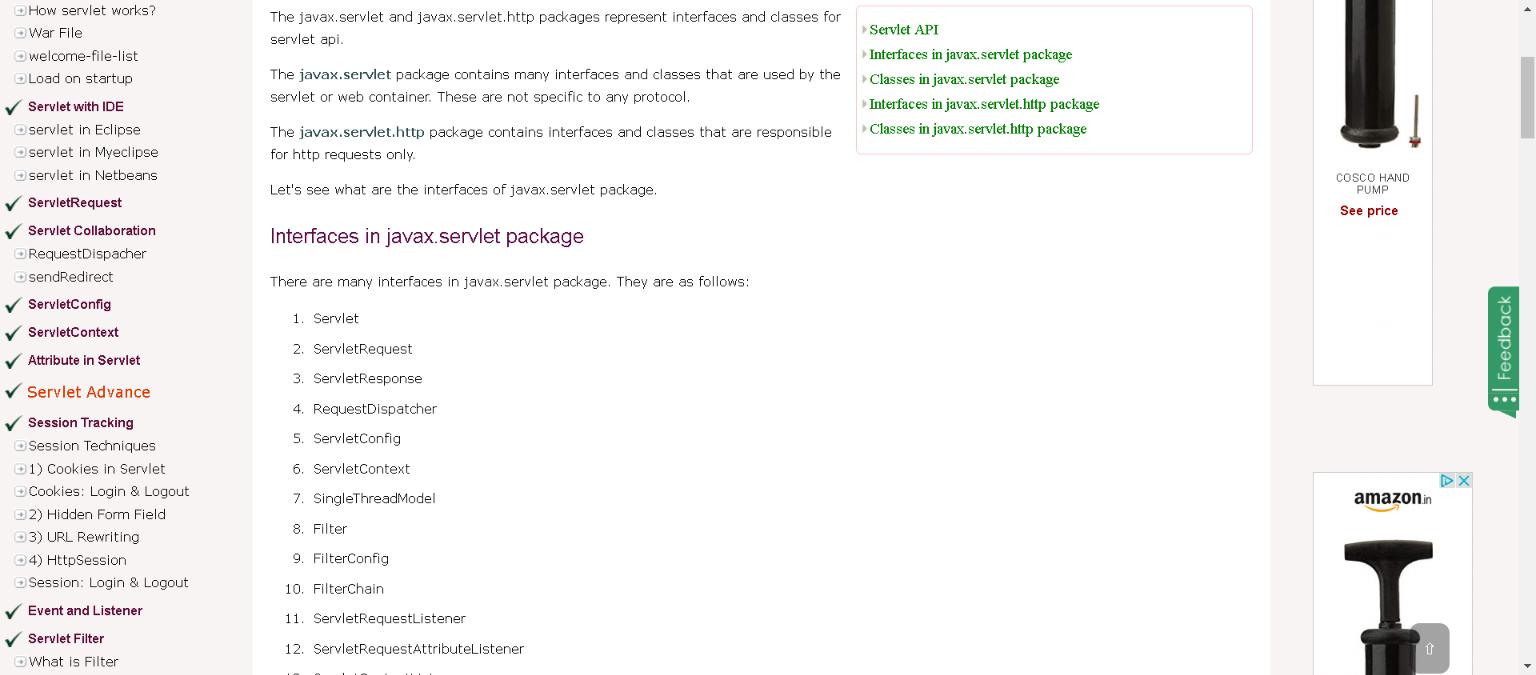 How servlet works?
War File
welcome-file-list
Load on startup
Servlet with IDE
servlet in Eclipse
servlet in Myeclipse
servlet in Netbeans
ServletRequest
Servlet Collaboration
RequestDispacher
sendRedirect
ServletConfig
ServletContext
Attribute in Servlet
Servlet Advance
Session Tracking
Session Techniques
1) Cookies in Servlet
Cookies: Login & Logout
2) Hidden Form Field
3) URL Rewriting
4) HttpSession
Session: Login & Logout
Event and Listener
Servlet Filter
What is Filter
The javax.servlet and javax.servlet.http packages represent interfaces and classes for
servlet api.
The javax.servlet package contains many interfaces and classes that are used by the
servlet or web container. These are not specific to any protocol.
The javax.servlet.http package contains interfaces and classes that are responsible
for http requests only.
Let's see what are the interfaces of javax.servlet package.
Interfaces in javax.servlet package
There are many interfaces in javax.servlet package. They are as follows:
1. Servlet
2. ServletRequest
3. ServletResponse
4. RequestDispatcher
5. ServletConfig
6. ServletContext
7. SingleThreadModel
8. Filter
9. FilterConfig
10. FilterChain
11. ServletRequestListener
12. ServletRequestAttributeListener
Servlet API
Interfaces in javax.servlet package
Classes in javax.servlet package
Interfaces in javax.servlet.http package
Classes in javax.servlet.http package
COSCO HAND
PUMP
See price
Feedback
amazon.in